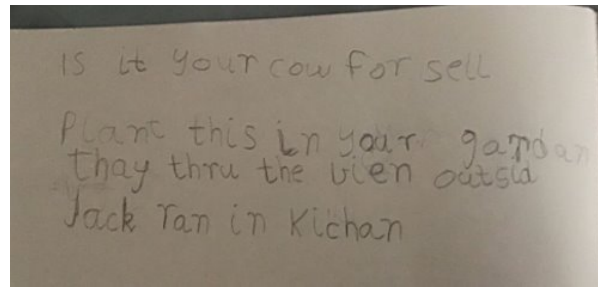 Is it your cow for sell
Plant this in your gardan
thay thru the vien outsid
Jack ran in Kichan